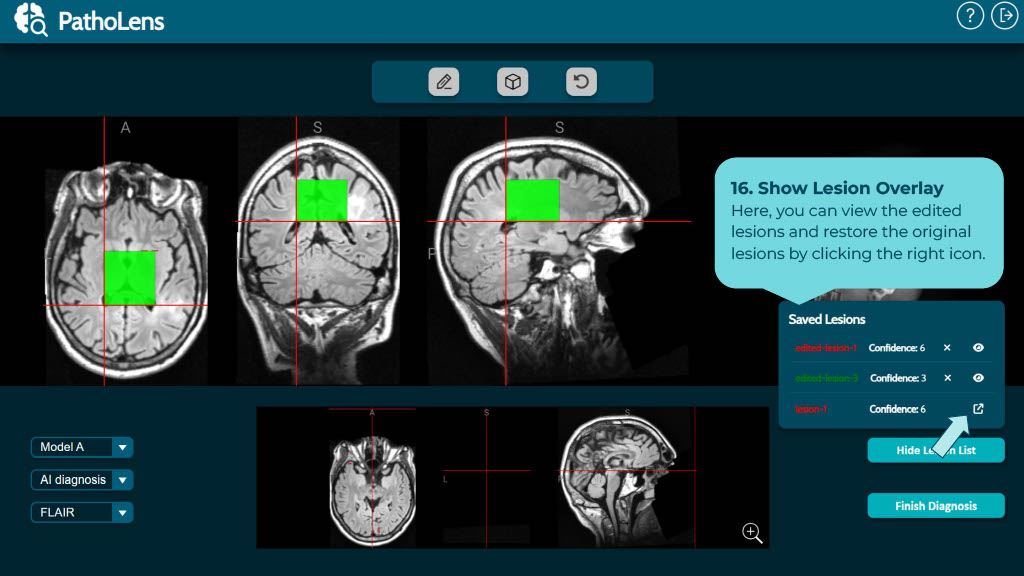 PathoLens
?
A
S
S
P
L
16. Show Lesion Overlay
Here, you can view the edited
lesions and restore the original
lesions by clicking the right icon.
Saved Lesions
edited-lesion-1 Confidence: 6
edited-lesion-3 Confidence: 3
lesion-1 Confidence: 6
A
S
S
L
Model A
AI diagnosis
FLAIR
Hide List
Finish Diagnosis